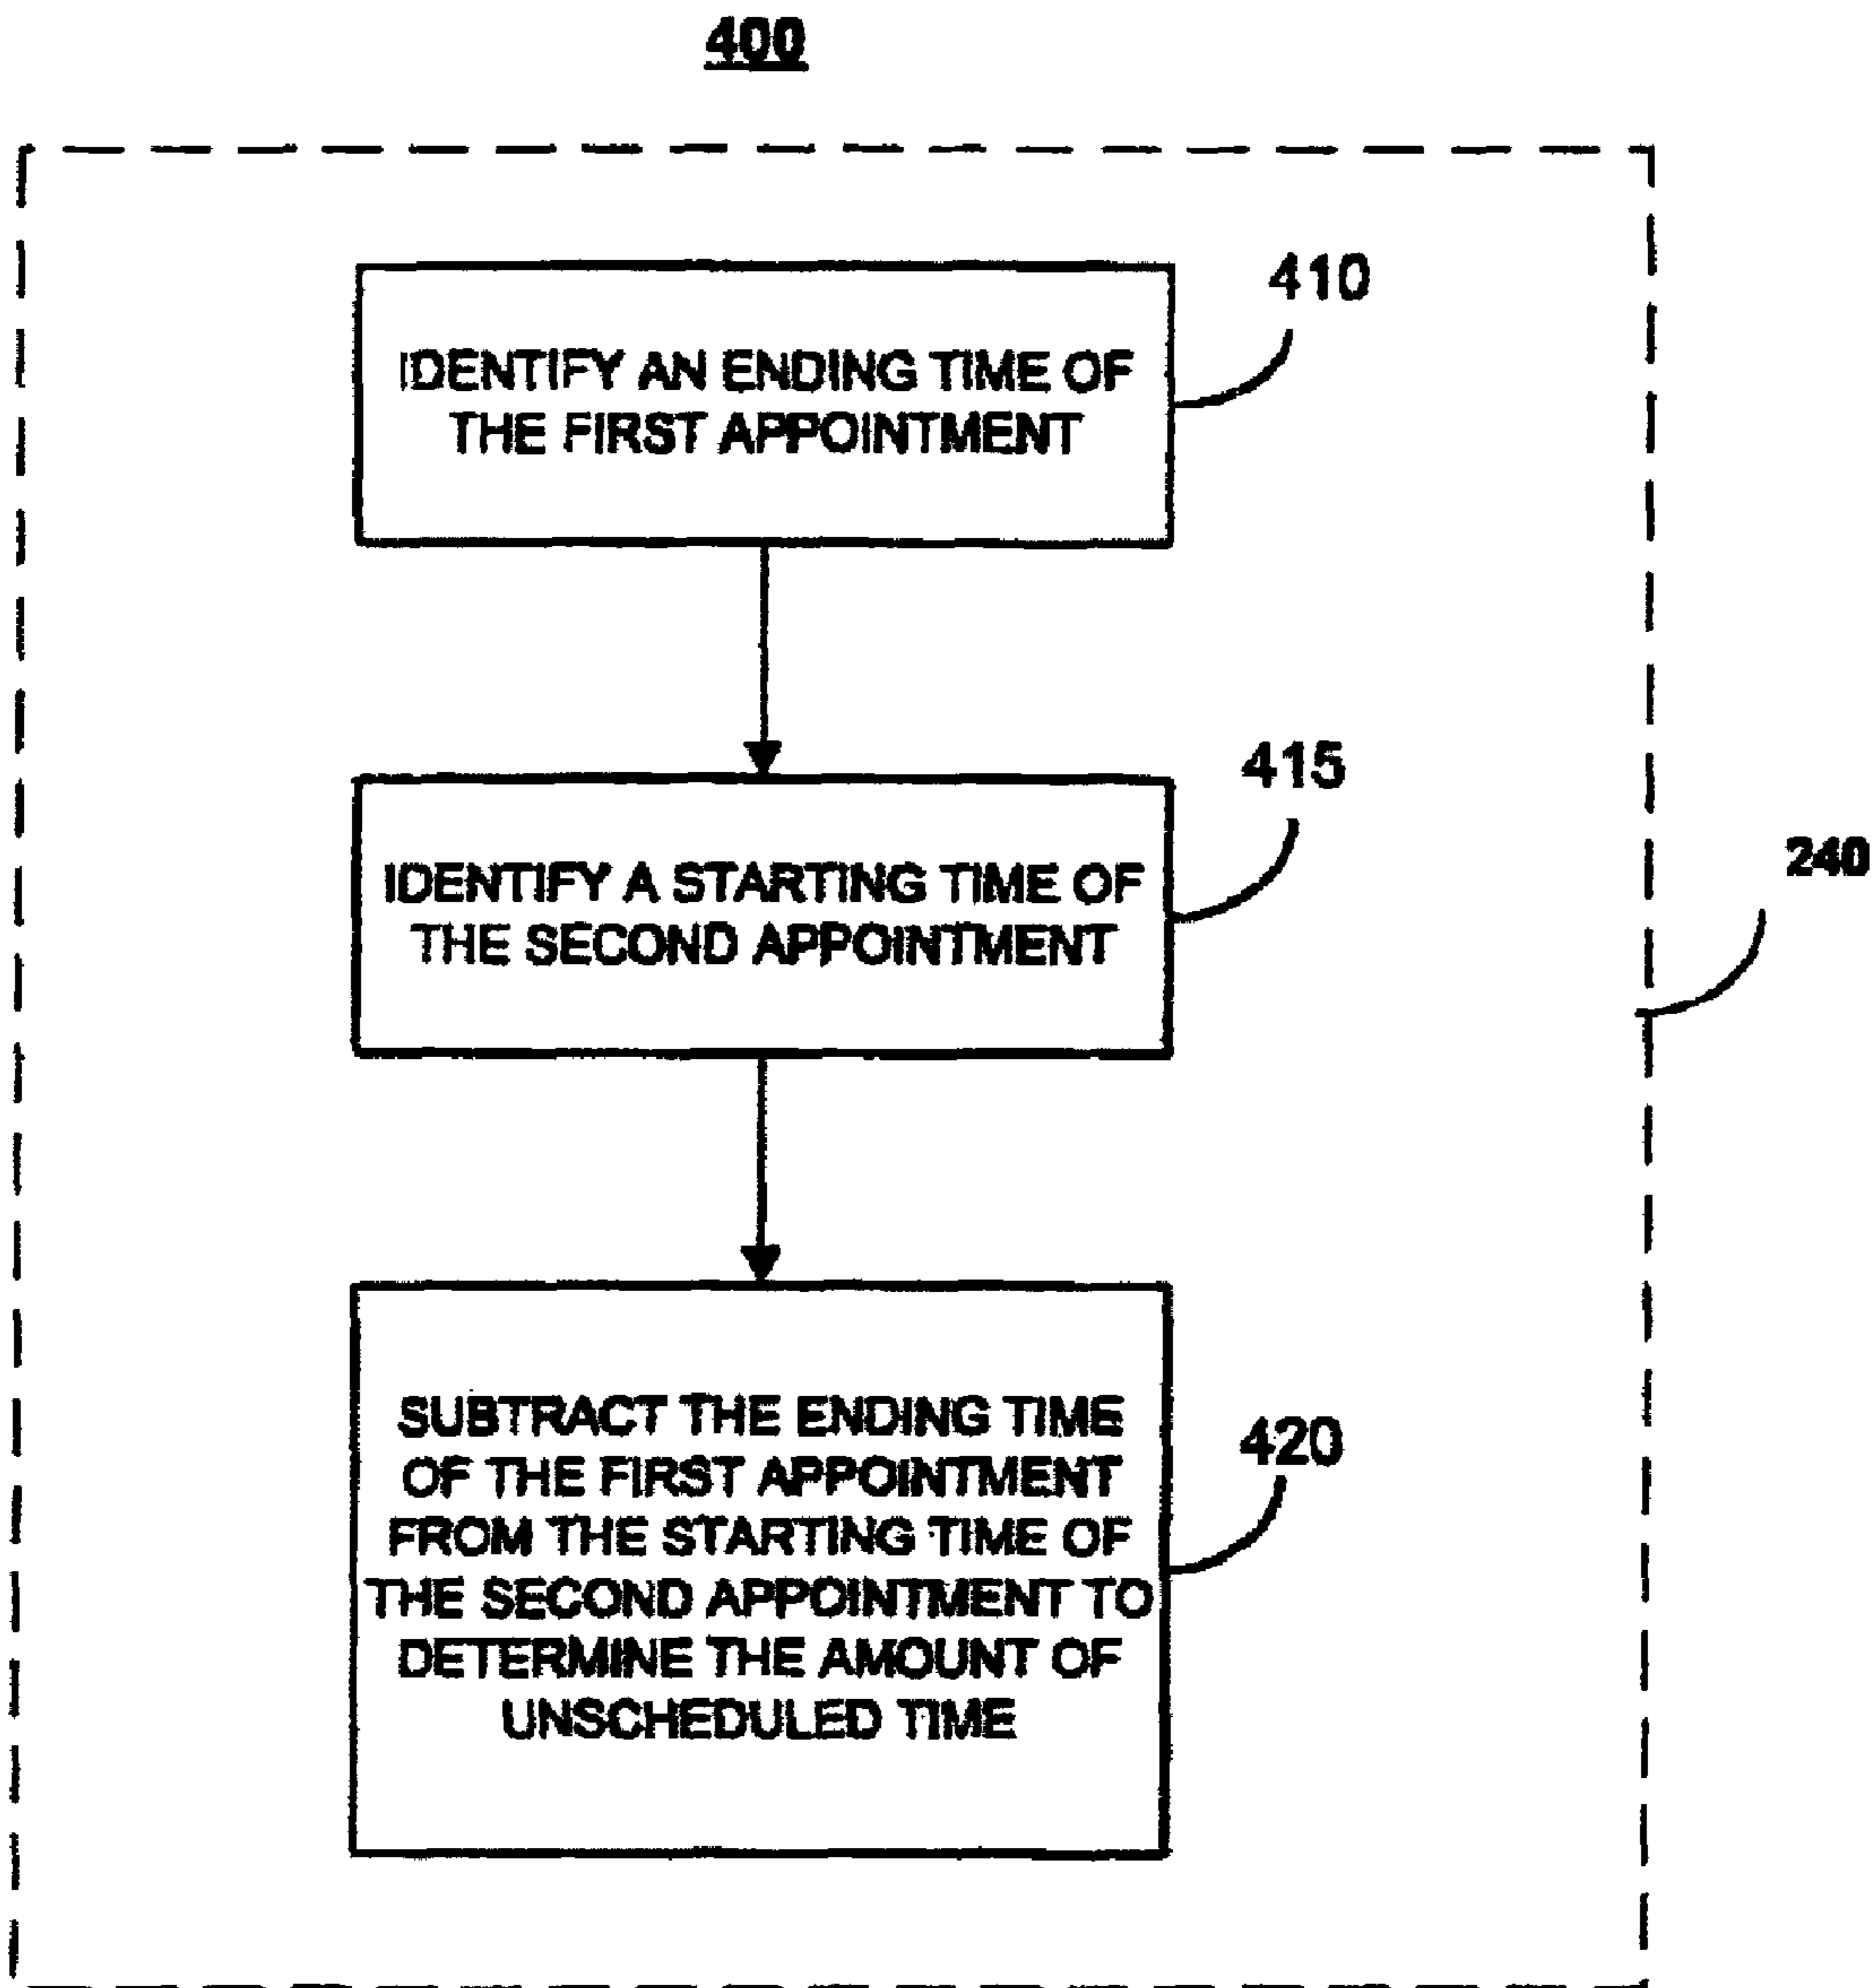 400
410
IDENTIFY AN ENDING TIME OF
THE FIRST APPOINTMENT
415
IDENTIFY A STARTING TIME OF
THE SECOND APPOINTMENT
240
420
SUBTRACT THE ENDING TIME
OF THE FIRST APPOINTMENT
FROM THE STARTING TIME OF
THE SECOND APPOINTMENT TO
DETERMINE THE AMOUNT OF
UNSCHEDULED TIME